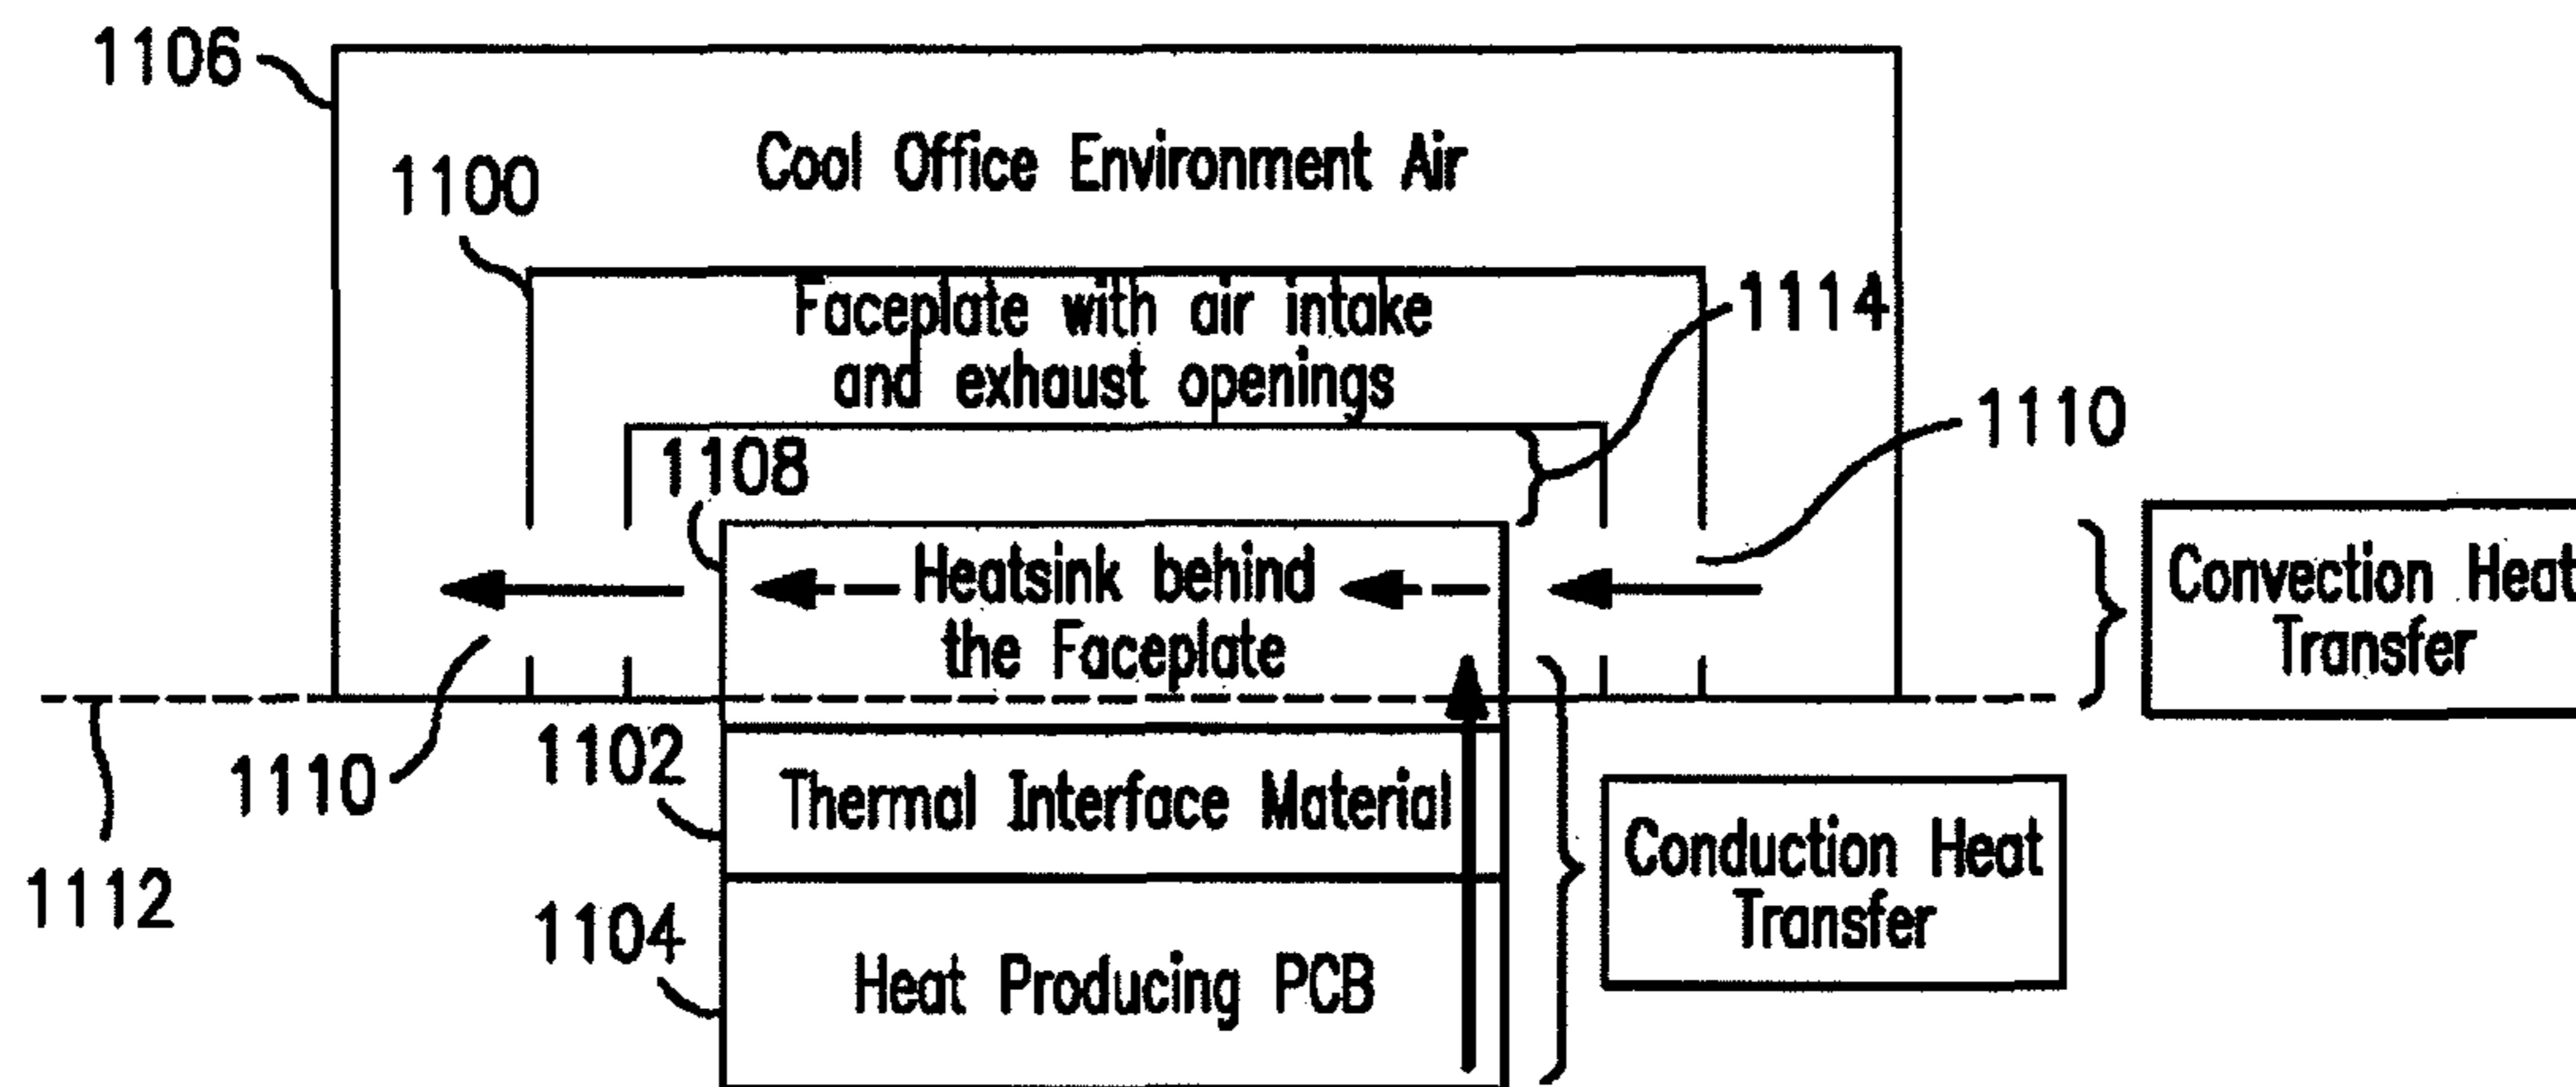 1106
Cool Office Environment Air
1100
Faceplate with air intake
and exhaust openings
1114
1108
1110
Heatsink behind
the Faceplate
Convection Heat
Transfer
1110
1102
Thermal Interface Material
1112
Conduction Heat
Transfer
1104
Heat Producing PCB